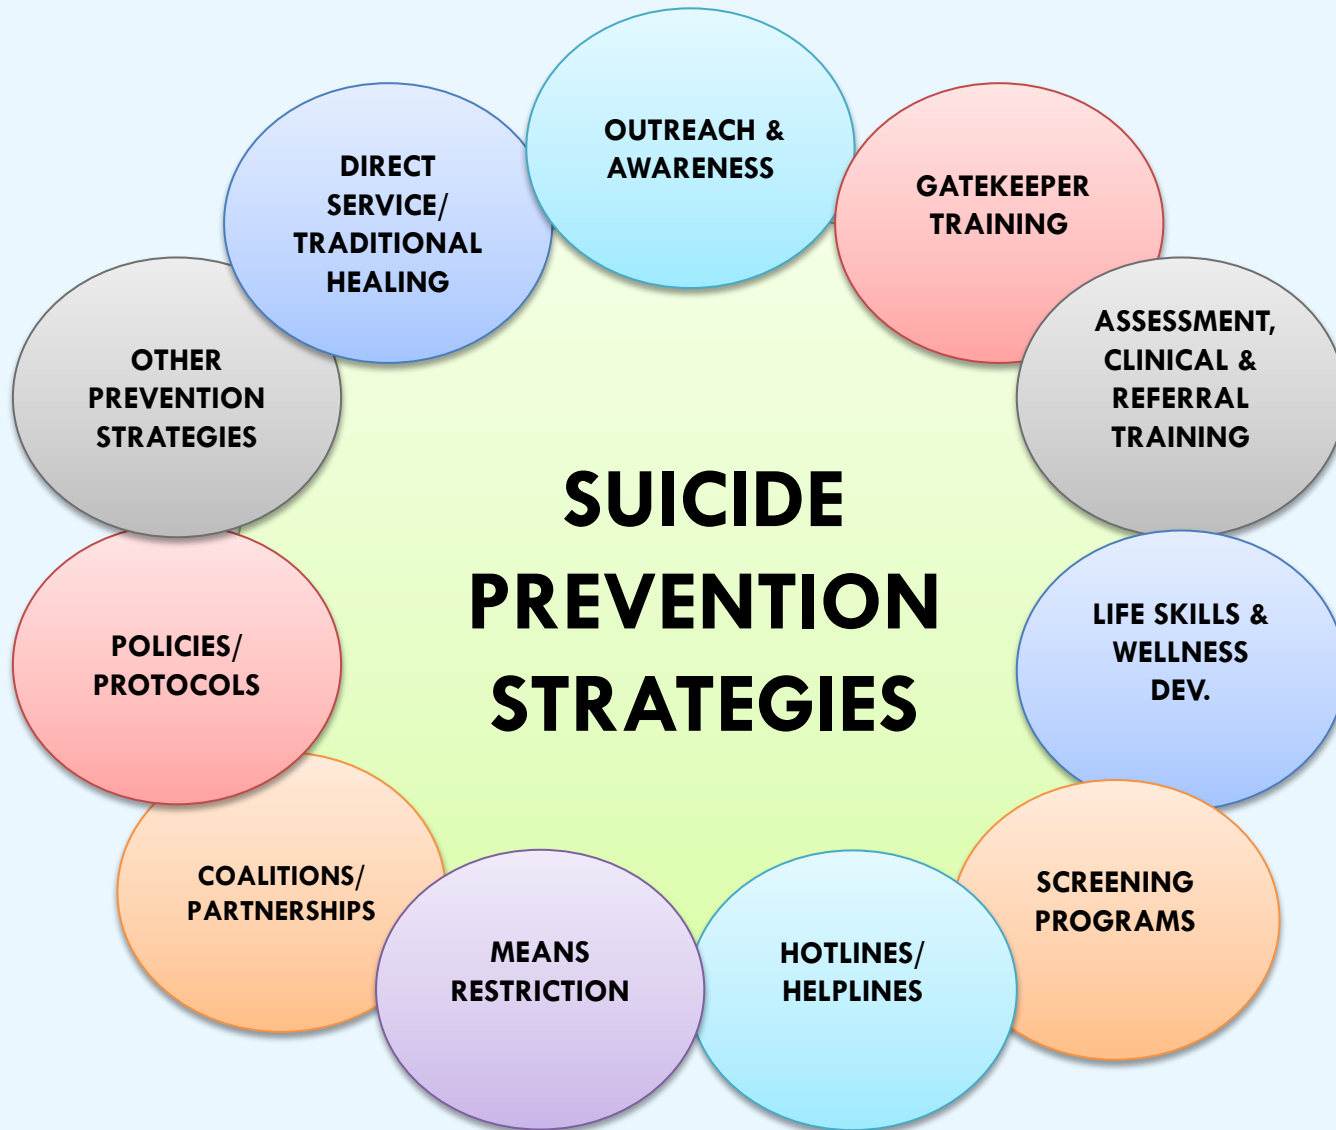 OUTREACH &
AWARENESS
GATEKEEPER
TRAINING
ASSESSMENT,
CLINICAL &
REFERRAL
TRAINING
LIFE SKILLS &
WELLNESS
DEV.
SCREENING
PROGRAMS
HOTLINES/
HELPLINES
MEANS
RESTRICTION
COALITIONS/
PARTNERSHIPS
POLICIES/
PROTOCOLS
OTHER
PREVENTION
STRATEGIES
DIRECT
SERVICE/
TRADITIONAL
HEALING
SUICIDE
PREVENTION
STRATEGIES